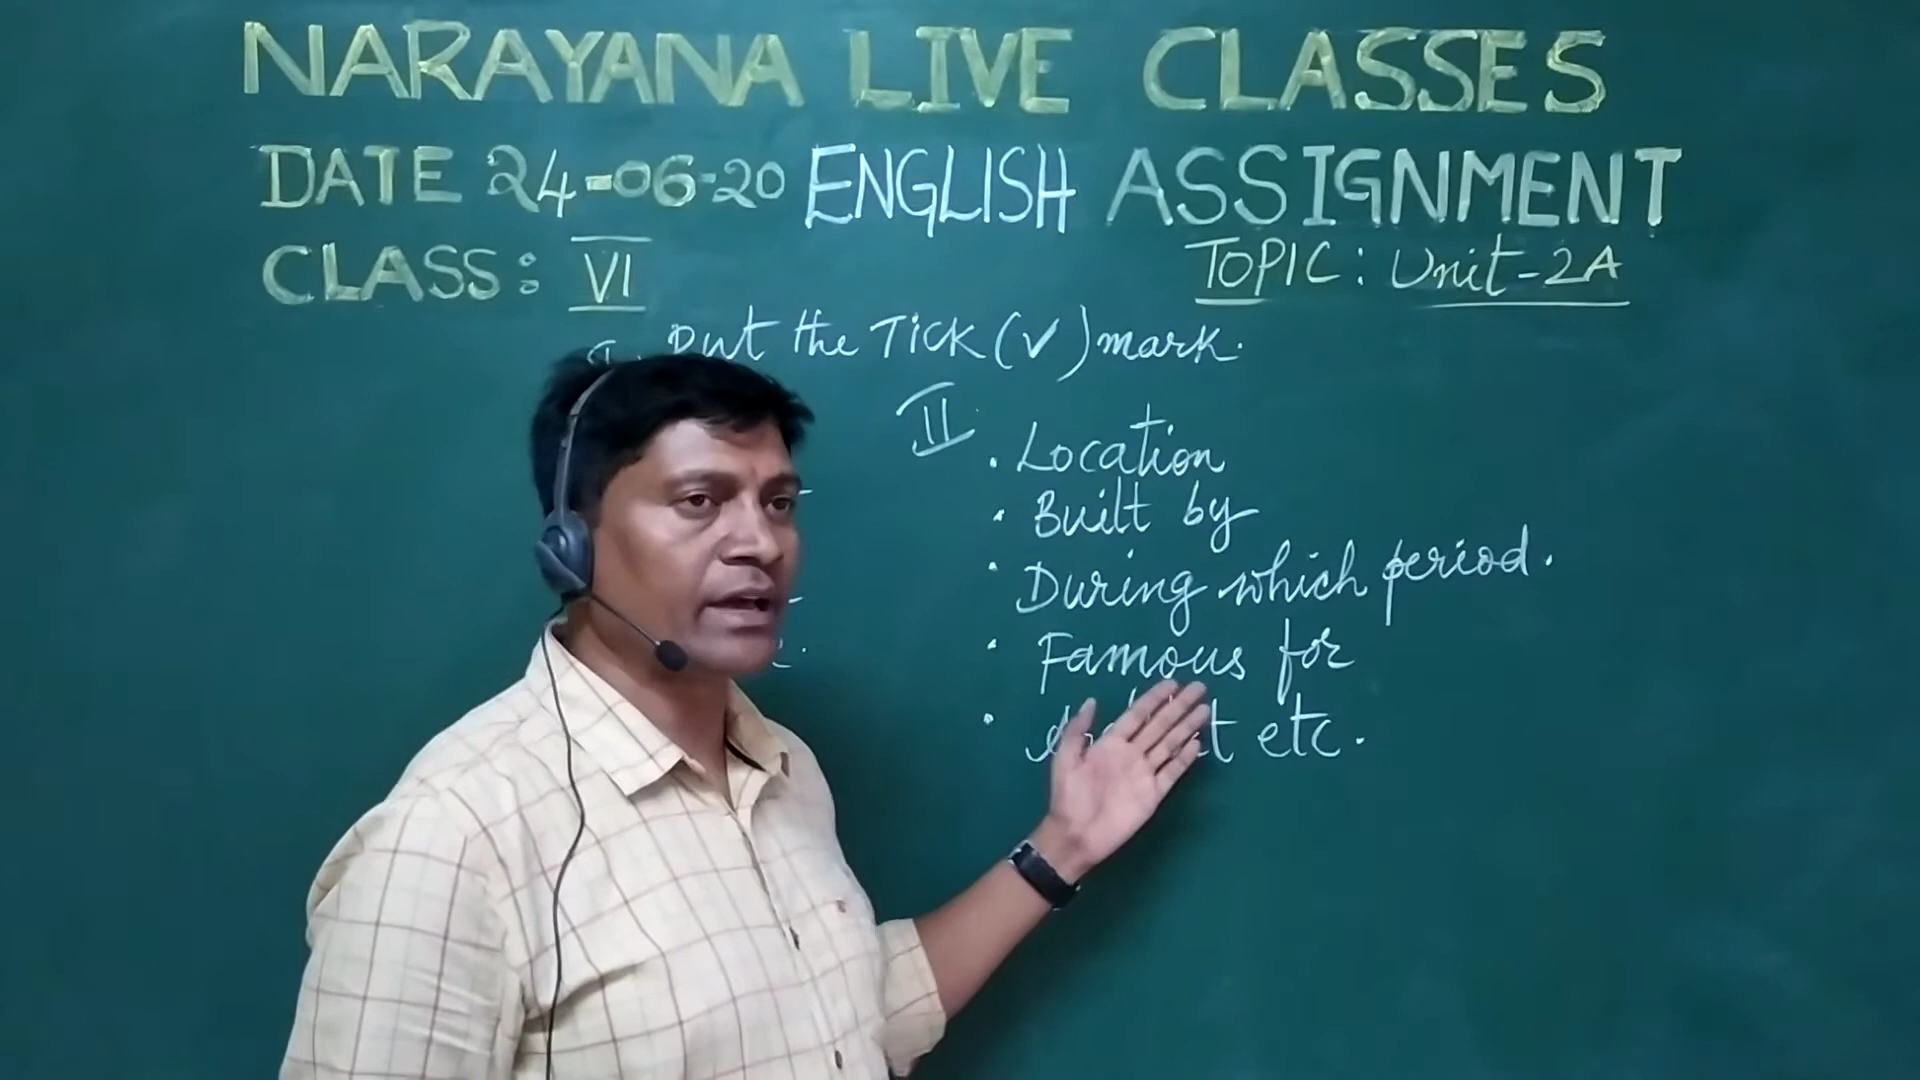 NARAYANA LIVE CLASSES
DATE 24-06-20 ENGLISH ASSIGNMENT
CLASS: VI
TOPIC: Unit-2A
I. Put the TICK (✓) mark.
II
. Location
. Built by
. During which period.
. Famous for
. etc.